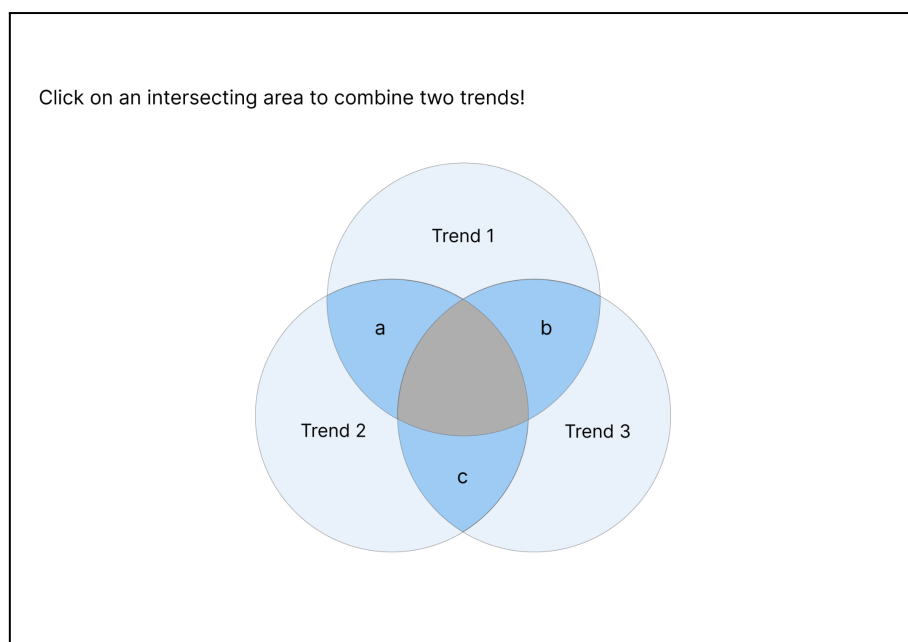 Click on an intersecting area to combine two trends!
Trend 1
a
b
Trend 2
Trend 3
c